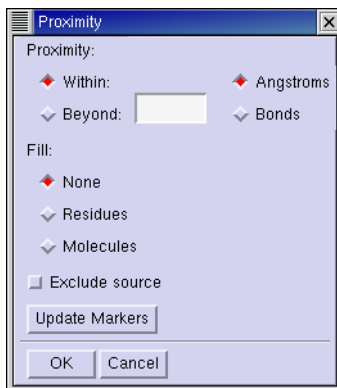 Proximity
Proximity:
Within: Angstroms
Beyond: Bonds
Fill:
None
Residues
Molecules
Exclude source
Update Markers
OK Cancel